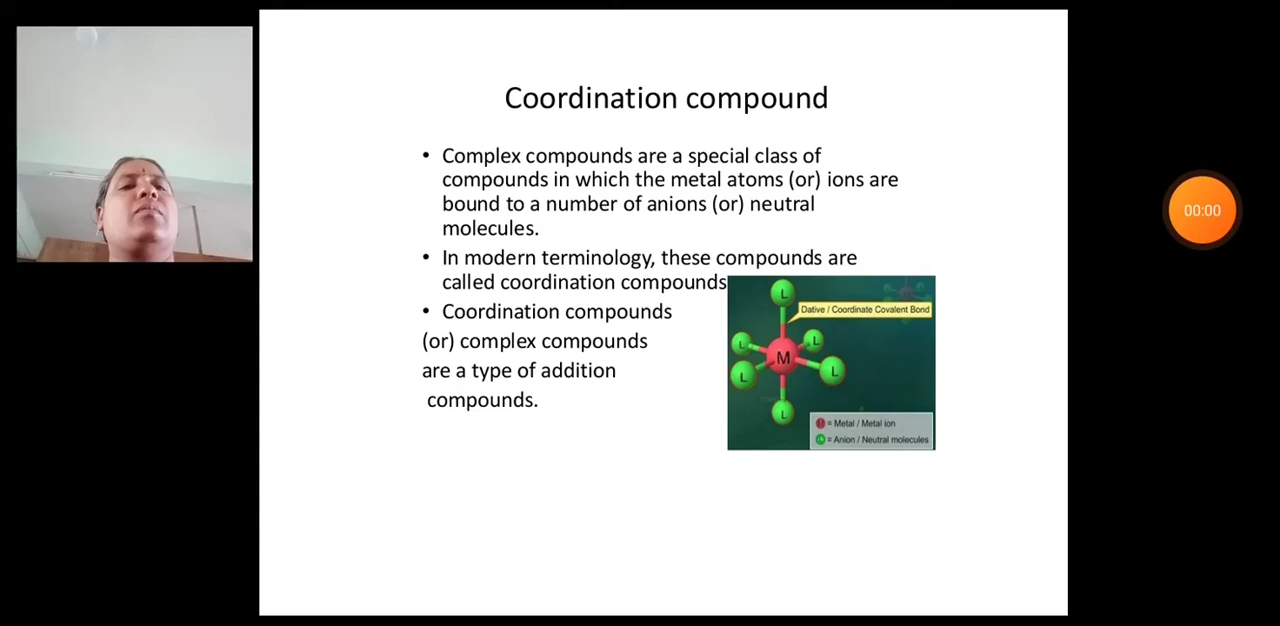 Coordination compound
• Complex compounds are a special class of
compounds in which the metal atoms (or) ions are
bound to a number of anions (or) neutral
molecules.
• In modern terminology, these compounds are
called coordination compounds
• Coordination compounds
(or) complex compounds
are a type of addition
compounds.
L
Dative / Coordinate Covalent Bond
L L
M
L L
L
M = Metal / Metal ion
L = Anion / Neutral molecules
00:00